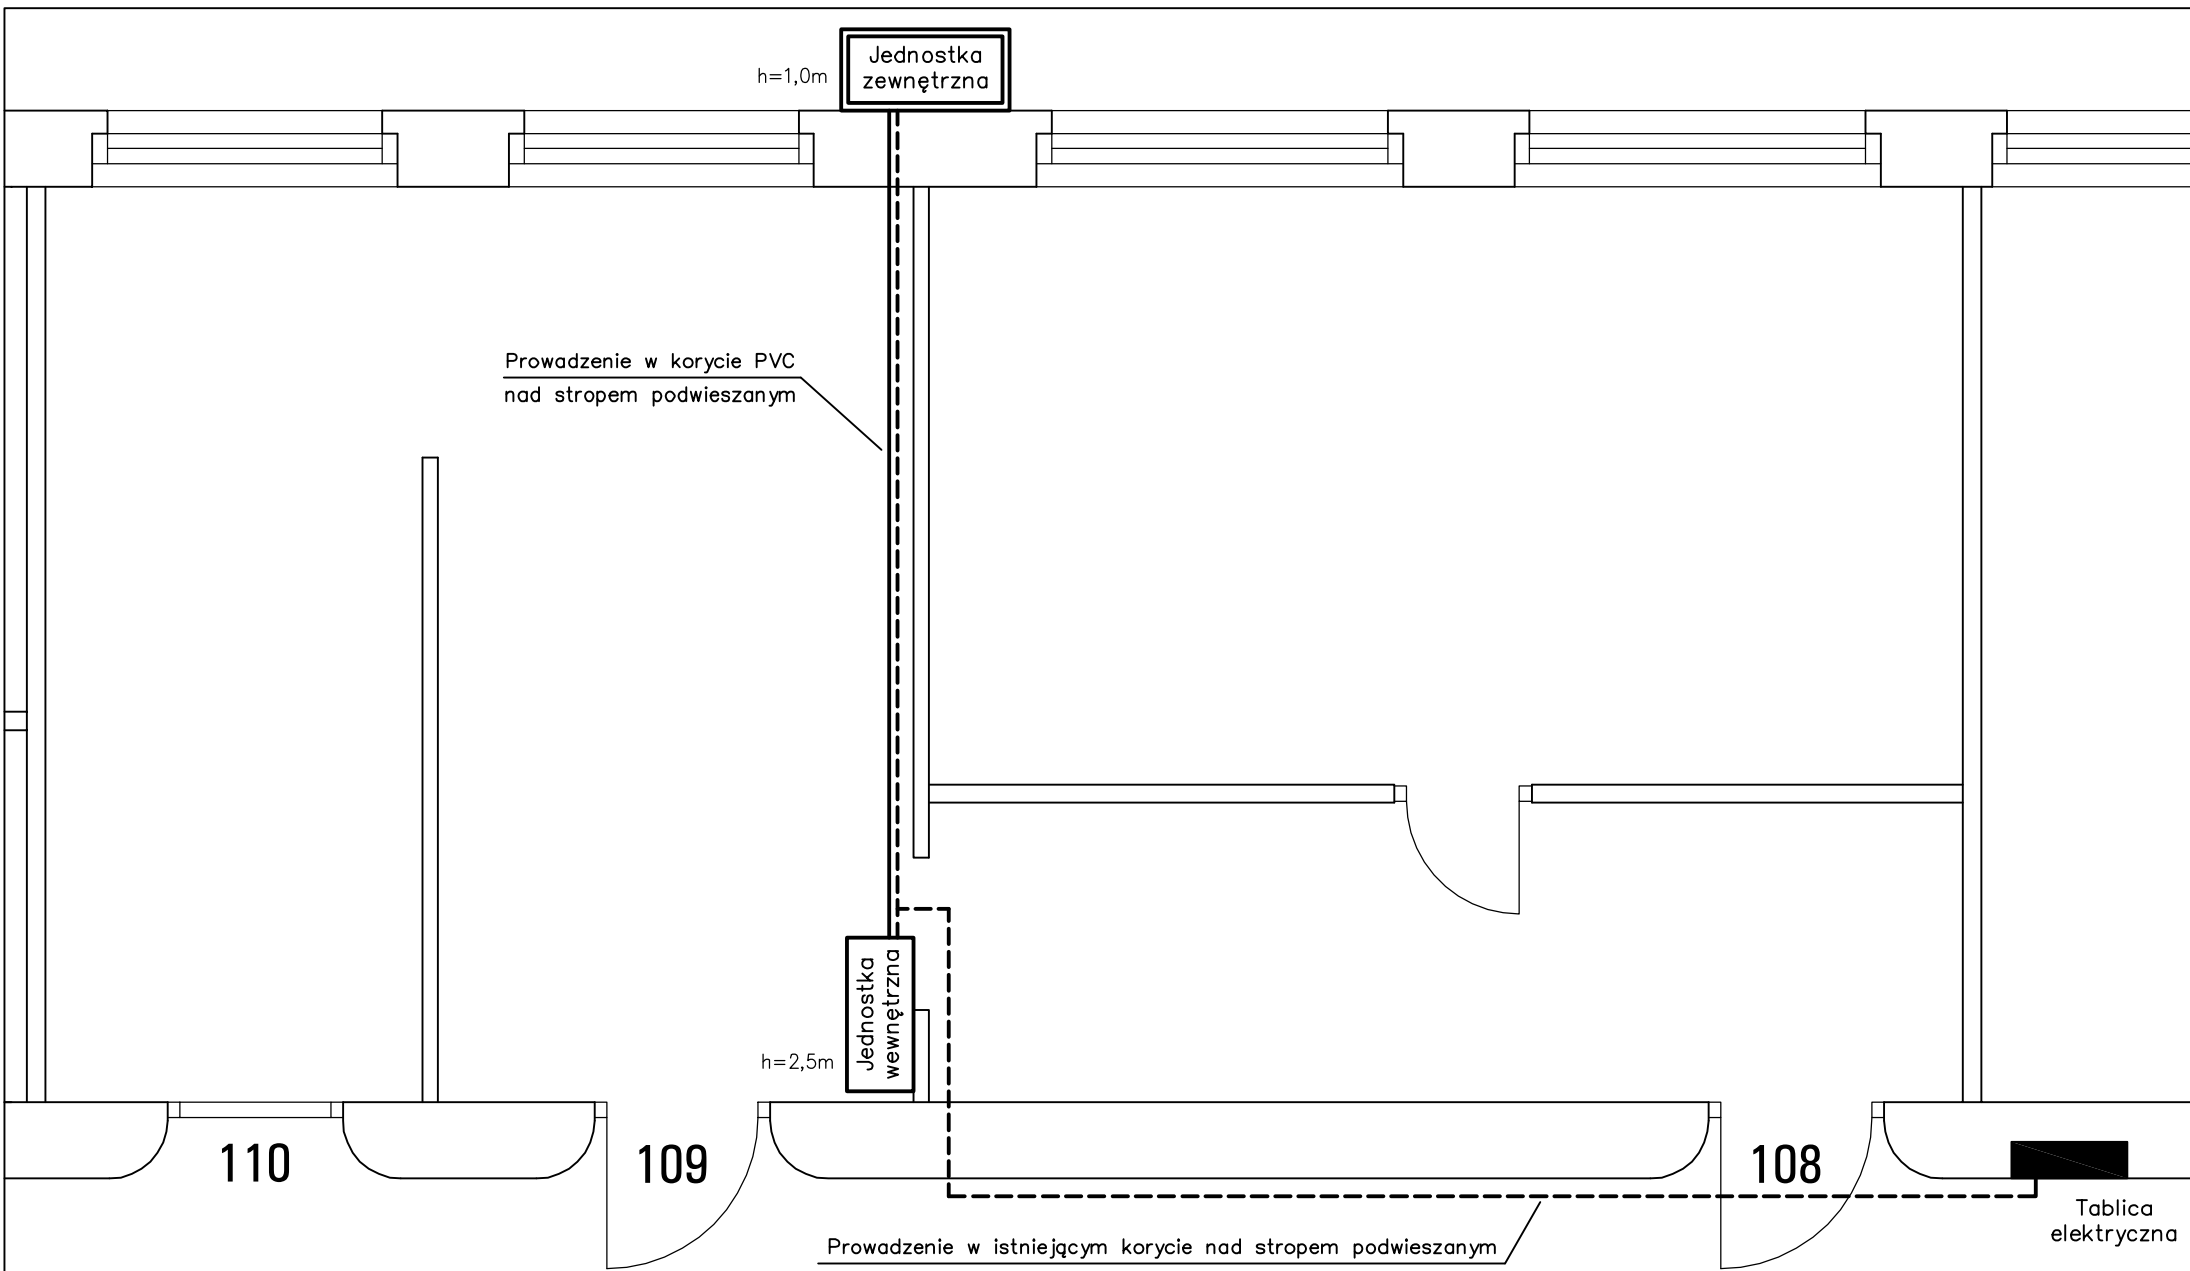 Jednostka
zewnętrzna
h=1,0m
Prowadzenie w korycie PVC
nad stropem podwieszanym
Jednostka
wewnętrzna
h=2,5m
110
109
108
Tablica
elektryczna
Prowadzenie w istniejącym korycie nad stropem podwieszanym